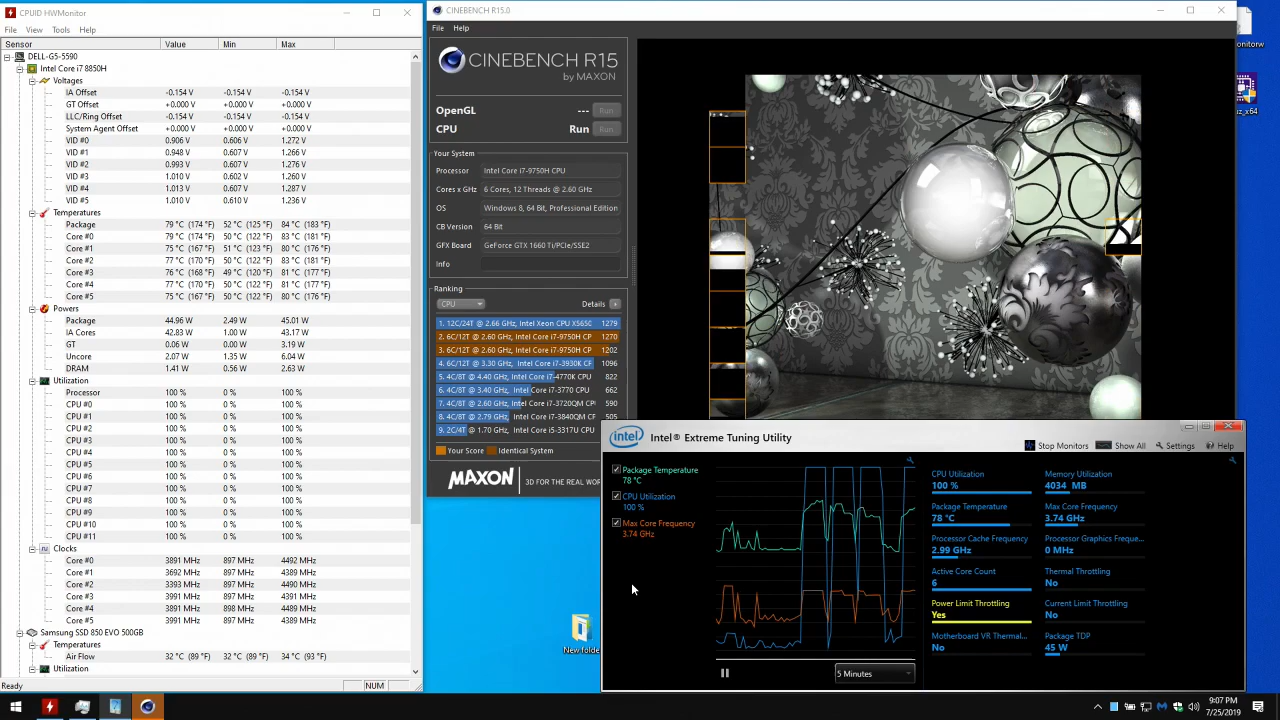 CPUID HWMonitor
File View Tools Help
Sensor Value Min Max
DELL-G5-5590
Intel Core i7 8850H
Voltages
IA Offset -0.154 V -0.154 V -0.154 V
GT Offset +0.000 V +0.000 V +0.000 V
LLC/Ring Offset -0.154 V -0.154 V -0.154 V
System Agent Offset +0.000 V +0.000 V +0.000 V
VID #0 0.906 V 0.606 V 1.272 V
VID #1 0.948 V 0.606 V 1.266 V
VID #2 0.993 V 0.606 V 1.271 V
VID #3 1.010 V 0.602 V 1.260 V
VID #4 1.013 V 0.606 V 1.287 V
VID #5 1.010 V 0.610 V 1.236 V
Temperatures
Package 79 °C (174 °F) 52 °C (125 °F) 84 °C (183 °F)
Core #0 79 °C (174 °F) 50 °C (122 °F) 81 °C (177 °F)
Core #1 75 °C (167 °F) 51 °C (123 °F) 80 °C (176 °F)
Core #2 77 °C (170 °F) 50 °C (122 °F) 83 °C (181 °F)
Core #3 76 °C (168 °F) 49 °C (120 °F) 81 °C (177 °F)
Core #4 77 °C (170 °F) 50 °C (122 °F) 84 °C (183 °F)
Core #5 75 °C (167 °F) 50 °C (122 °F) 80 °C (176 °F)
Powers
Package 44.96 W 2.49 W 45.01 W
IA Cores 42.83 W 1.11 W 43.17 W
GT 0.06 W 0.00 W 3.19 W
Uncore 2.07 W 1.35 W 6.04 W
DRAM 1.41 W 0.56 W 2.63 W
Utilization
Processor 100 % 0 % 100 %
CPU #0 100 % 0 % 100 %
CPU #1 100 % 0 % 100 %
CPU #2 100 % 0 % 100 %
CPU #3 100 % 0 % 100 %
CPU #4 100 % 0 % 100 %
CPU #5 100 % 0 % 100 %
CPU #6 100 % 0 % 100 %
CPU #7 100 % 0 % 100 %
CPU #8 100 % 0 % 100 %
CPU #9 100 % 0 % 100 %
CPU #10 100 % 0 % 100 %
CPU #11 100 % 0 % 100 %
Clocks
Core #0 3891 MHz 897 MHz 4492 MHz
Core #1 3692 MHz 897 MHz 4389 MHz
Core #2 3393 MHz 897 MHz 4490 MHz
Core #3 3891 MHz 897 MHz 4491 MHz
Core #4 3991 MHz 898 MHz 4489 MHz
Core #5 3991 MHz 897 MHz 4489 MHz
Samsung SSD 850 EVO 500GB
Temperatures
Air Flow 32 °C (89 °F) 32 °C (89 °F) 34 °C (93 °F)
Utilization
Ready NUM
CINEBENCH R15.0
File Help
CINEBENCH R15
by MAXON
OpenGL --- Run
CPU Run Run
Your System
Processor Intel Core i7-9750H CPU
Cores x GHz 6 Cores, 12 Threads @ 2.60 GHz
OS Windows 8, 64 Bit, Professional Edition
CB Version 64 Bit
GFX Board GeForce GTX 1660 Ti/PCIe/SSE2
Info
Ranking
CPU Details
1. 12C/24T @ 2.66 GHz, Intel Xeon CPU X5650 1279
2. 6C/12T @ 2.60 GHz, Intel Core i7-9750H CP 1270
3. 6C/12T @ 2.60 GHz, Intel Core i7-9750H CP 1202
4. 6C/12T @ 3.30 GHz, Intel Core i7-3930K CF 1096
5. 4C/8T @ 4.40 GHz, Intel Core i7-4770K CPU 822
6. 4C/8T @ 3.40 GHz, Intel Core i7-3770 CPU 662
7. 4C/8T @ 2.60 GHz, Intel Core i7-3720QM CPU 590
8. 4C/8T @ 2.79 GHz, Intel Core i7-3840QM CPU 505
9. 2C/4T @ 1.70 GHz, Intel Core i5-3317U CPU
Your Score Identical System
MAXON 3D FOR THE REAL WOR
intel Intel® Extreme Tuning Utility
Stop Monitors Show All Settings Help
Package Temperature
78 °C
CPU Utilization
100 %
Max Core Frequency
3.74 GHz
5 Minutes
CPU Utilization Memory Utilization
100 % 4034 MB
Package Temperature Max Core Frequency
78 °C 3.74 GHz
Processor Cache Frequency Processor Graphics Freque...
2.99 GHz 0 MHz
Active Core Count Thermal Throttling
6 No
Power Limit Throttling Current Limit Throttling
Yes No
Motherboard VR Thermal... Package TDP
No 45 W
New folde
9:07 PM
7/25/2019